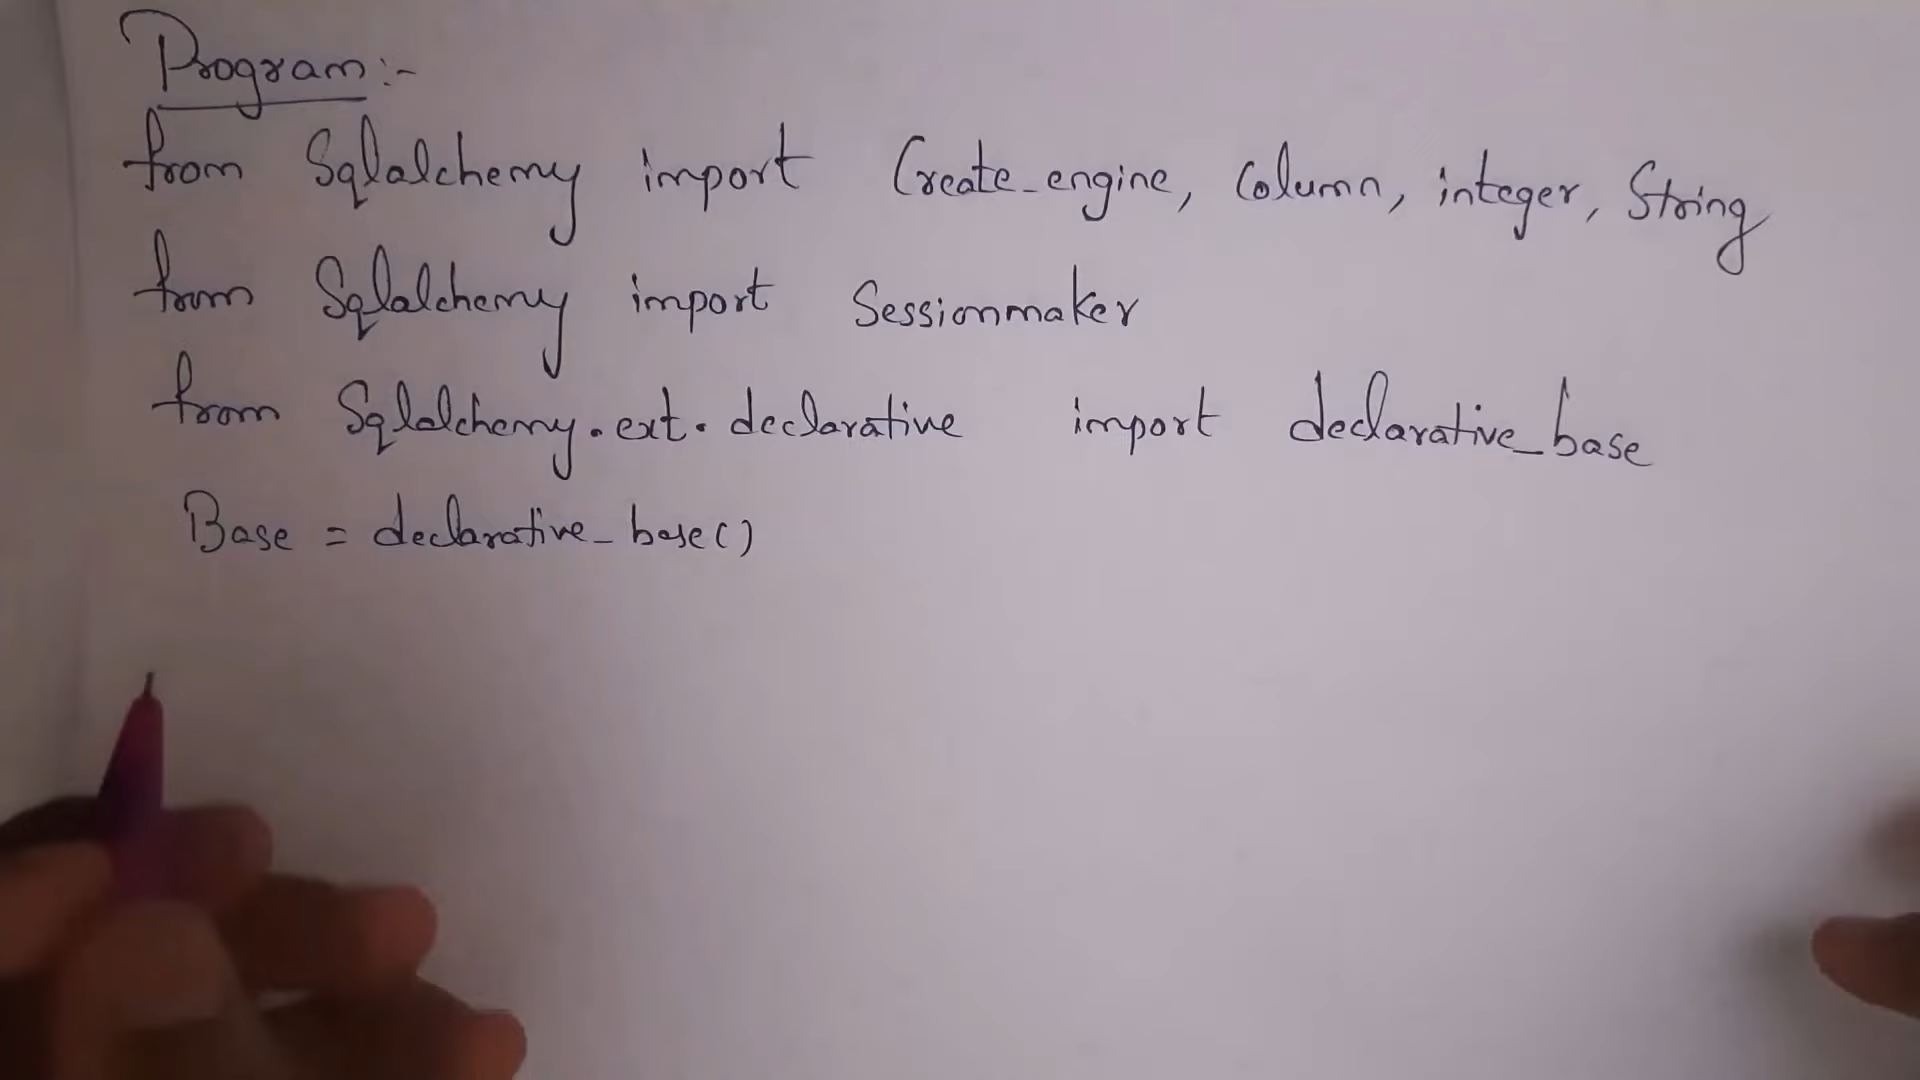 Program:-
from Sqlalchemy import Create_engine, Column, integer, String
from Sqlalchemy import Sessionmaker
from Sqlalchemy.ext.declarative import declarative_base
Base = declarative_base()